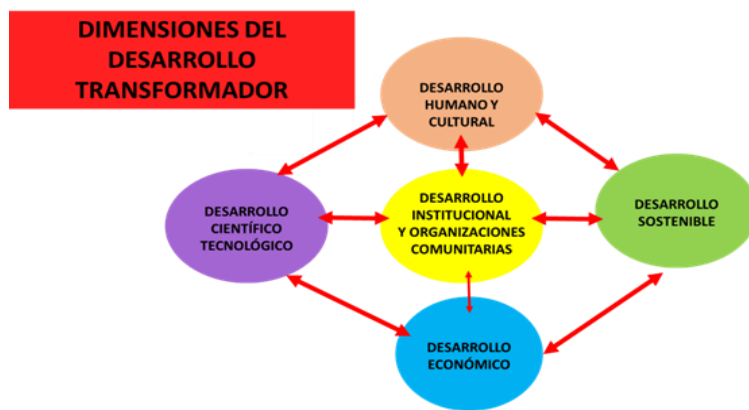 DIMENSIONES DEL
DESARROLLO
TRANSFORMADOR
DESARROLLO
HUMANO Y
CULTURAL
DESARROLLO
CIENTÍFICO
TECNOLÓGICO
DESARROLLO
INSTITUCIONAL
Y ORGANIZACIONES
COMUNITARIAS
DESARROLLO
SOSTENIBLE
DESARROLLO
ECONÓMICO